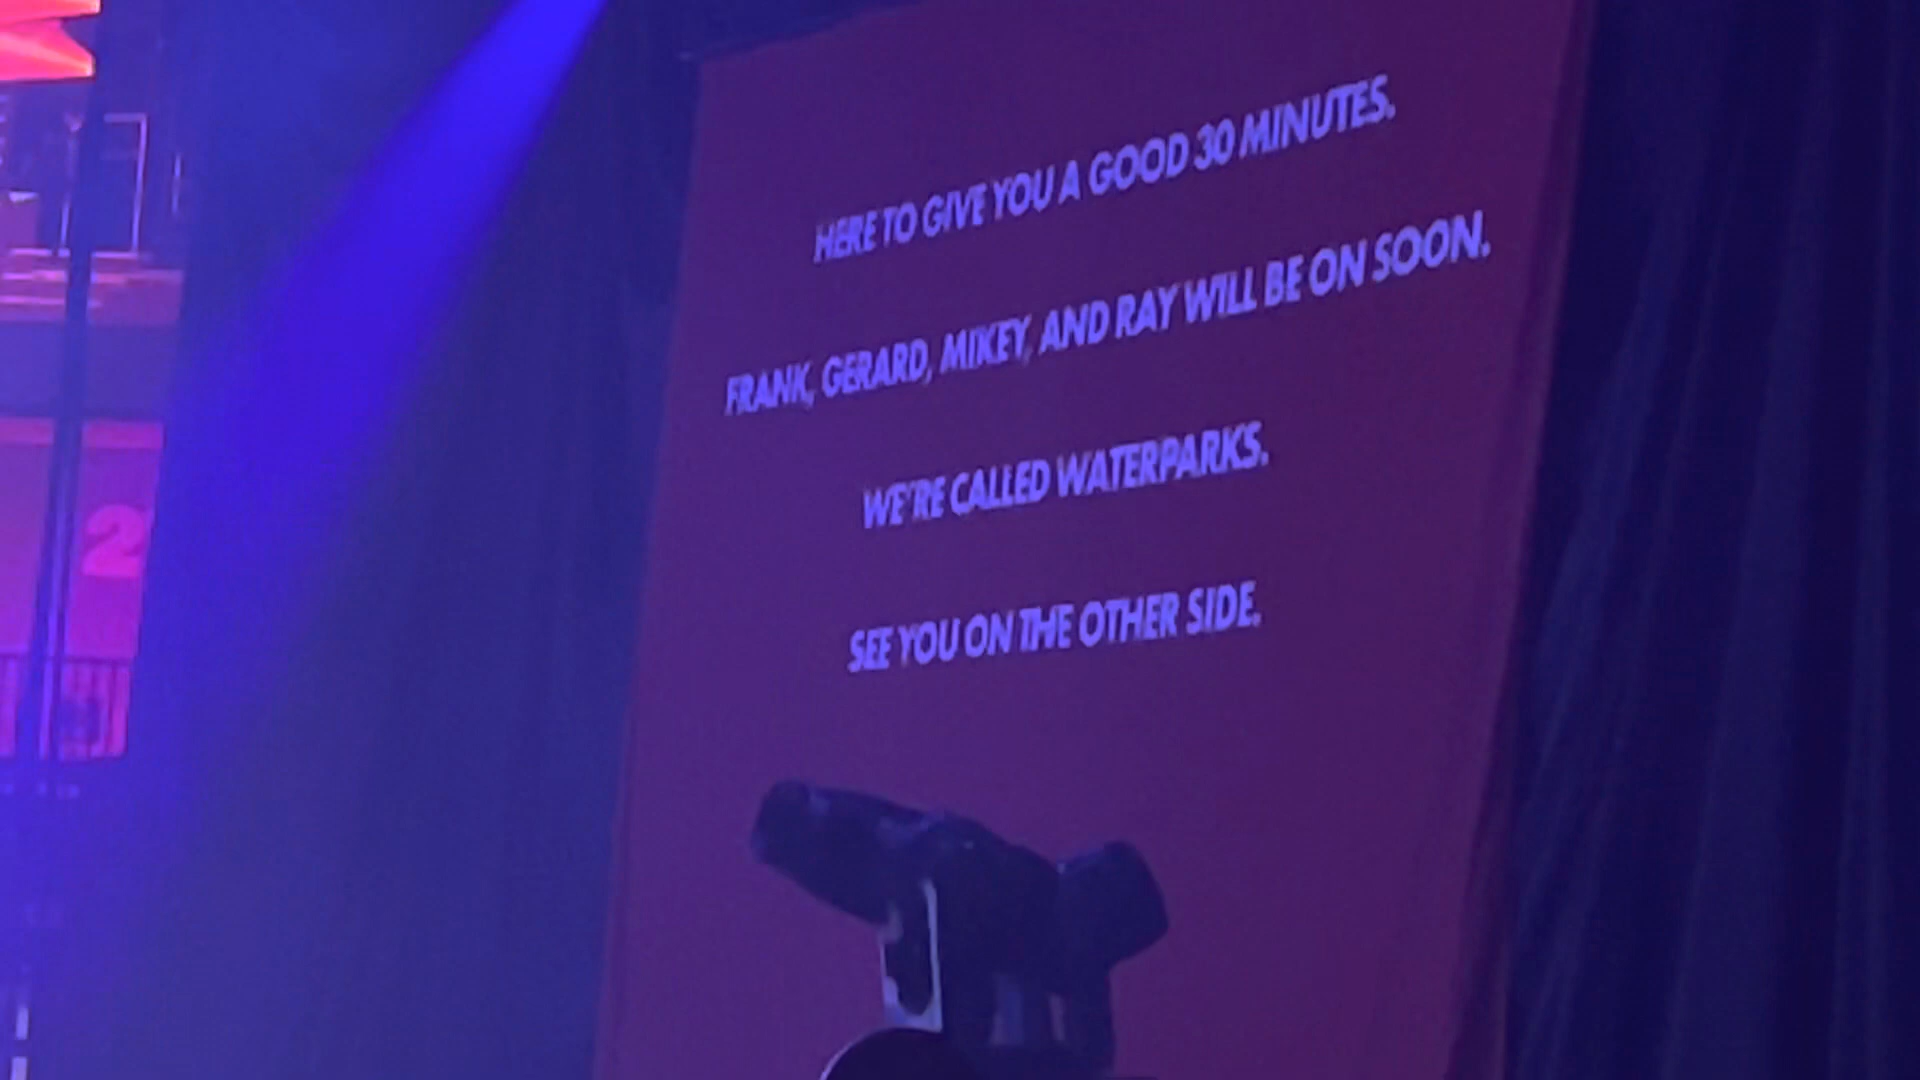 HERE TO GIVE YOU A GOOD 30 MINUTES.
FRANK, GERARD, MIKEY, AND RAY WILL BE ON SOON.
WE'RE CALLED WATERPARKS.
SEE YOU ON THE OTHER SIDE.
2